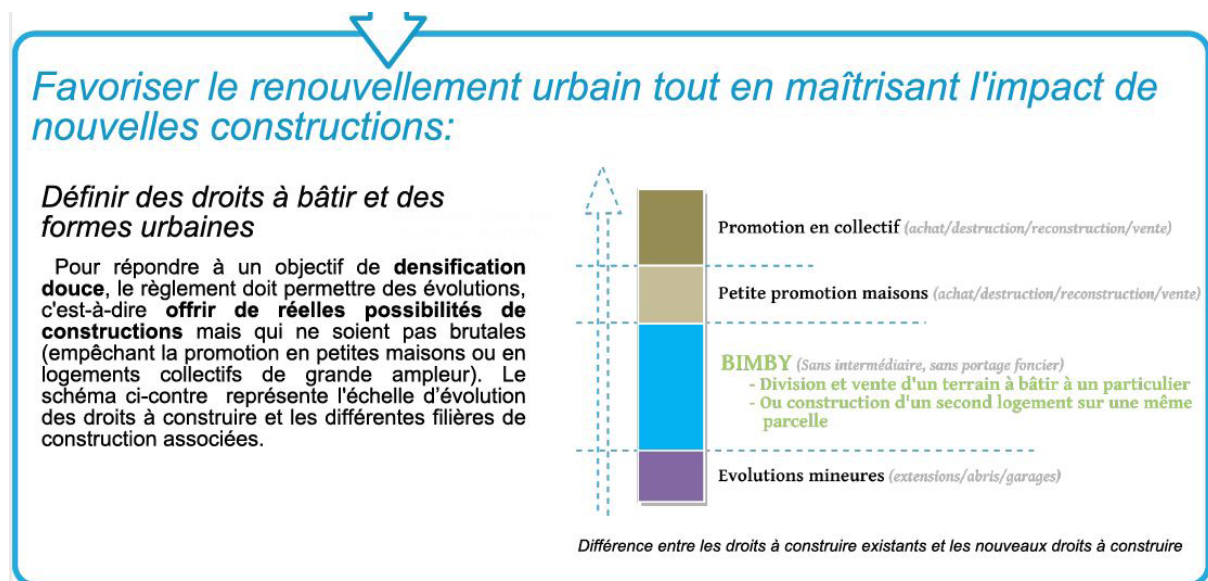 Favoriser le renouvellement urbain tout en maîtrisant l'impact de
nouvelles constructions:
Définir des droits à bâtir et des
formes urbaines
Pour répondre à un objectif de densification
douce, le règlement doit permettre des évolutions,
c'est-à-dire offrir de réelles possibilités de
constructions mais qui ne soient pas brutales
(empêchant la promotion en petites maisons ou en
logements collectifs de grande ampleur). Le
schéma ci-contre représente l'échelle d'évolution
des droits à construire et les différentes filières de
construction associées.
Promotion en collectif (achat/destruction/reconstruction/vente)
Petite promotion maisons (achat/destruction/reconstruction/vente)
BIMBY (Sans intermédiaire, sans portage foncier)
- Division et vente d'un terrain à bâtir à un particulier
- Ou construction d'un second logement sur une même
parcelle
Evolutions mineures (extensions/abris/garages)
Différence entre les droits à construire existants et les nouveaux droits à construire